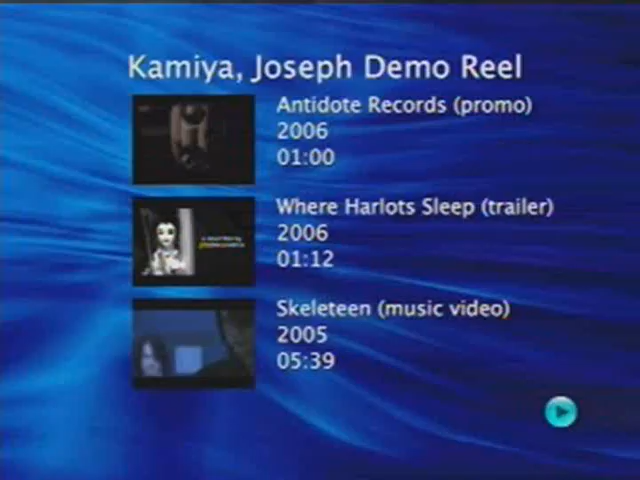 Kamiya, Joseph Demo Reel
Antidote Records (promo)
2006
01:00
Where Harlots Sleep (trailer)
2006
01:12
Skeleteen (music video)
2005
05:39